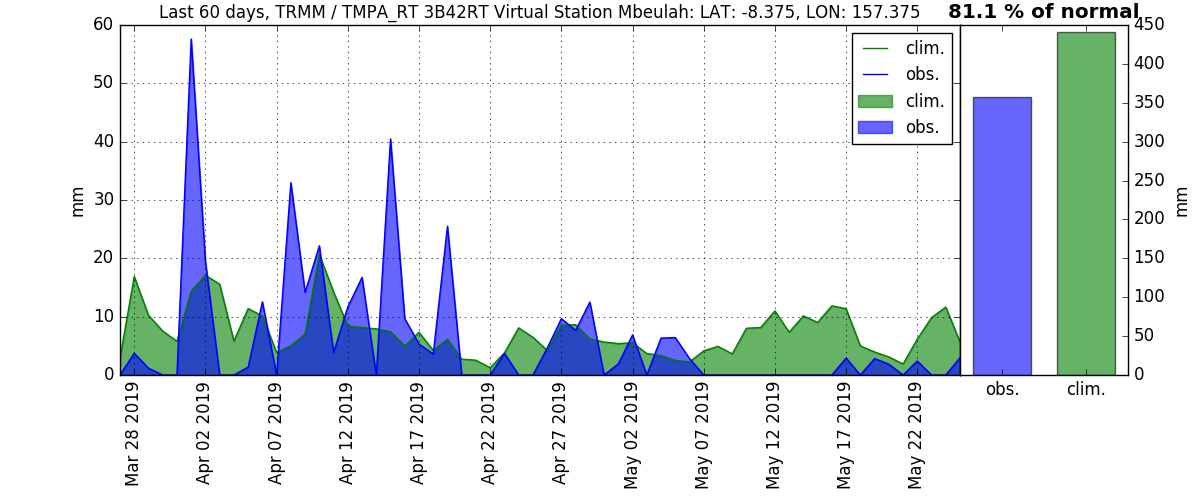 Last 60 days, TRMM / TMPA_RT 3B42RT Virtual Station Mbeulah: LAT: -8.375, LON: 157.375
81.1 % of normal
60
50
40
30
20
10
0
mm
clim.
obs.
clim.
obs.
Mar 28 2019
Apr 02 2019
Apr 07 2019
Apr 12 2019
Apr 17 2019
Apr 22 2019
Apr 27 2019
May 02 2019
May 07 2019
May 12 2019
May 17 2019
May 22 2019
450
400
350
300
250
200
150
100
50
0
mm
obs.
clim.